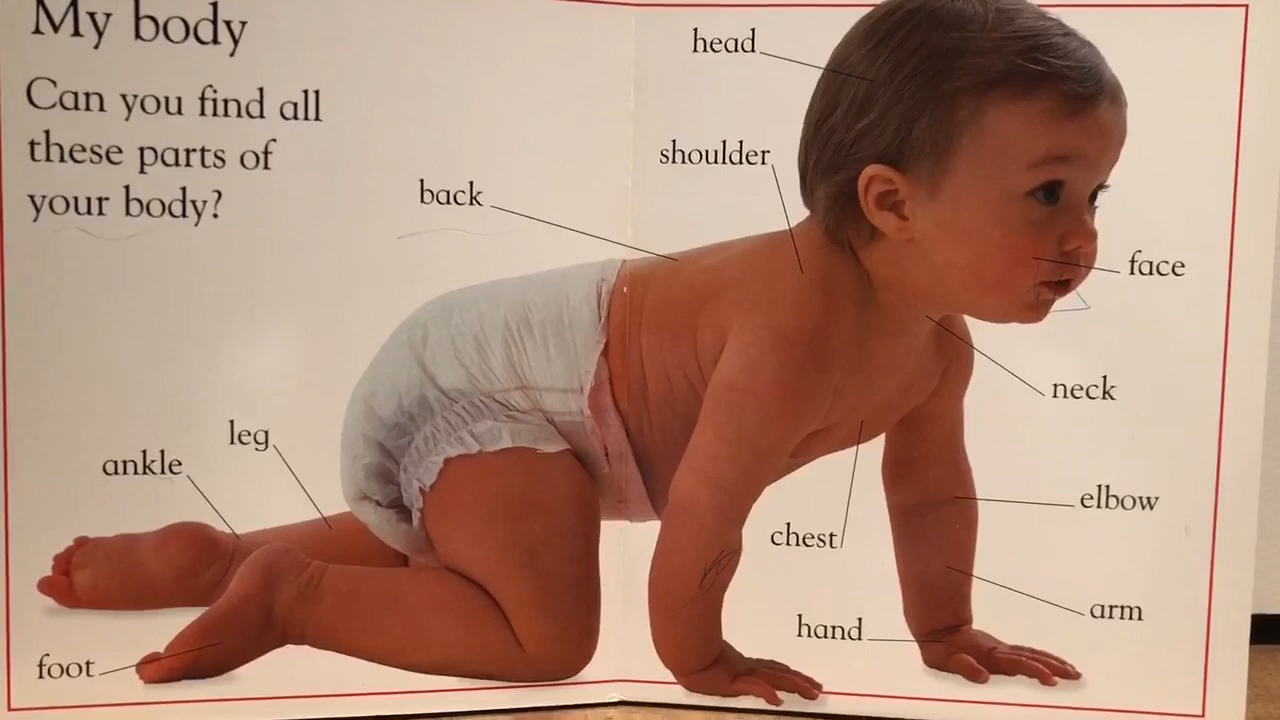 My body
Can you find all
these parts of
your body?
head
shoulder
back
face
neck
leg
ankle
elbow
chest
arm
hand
foot